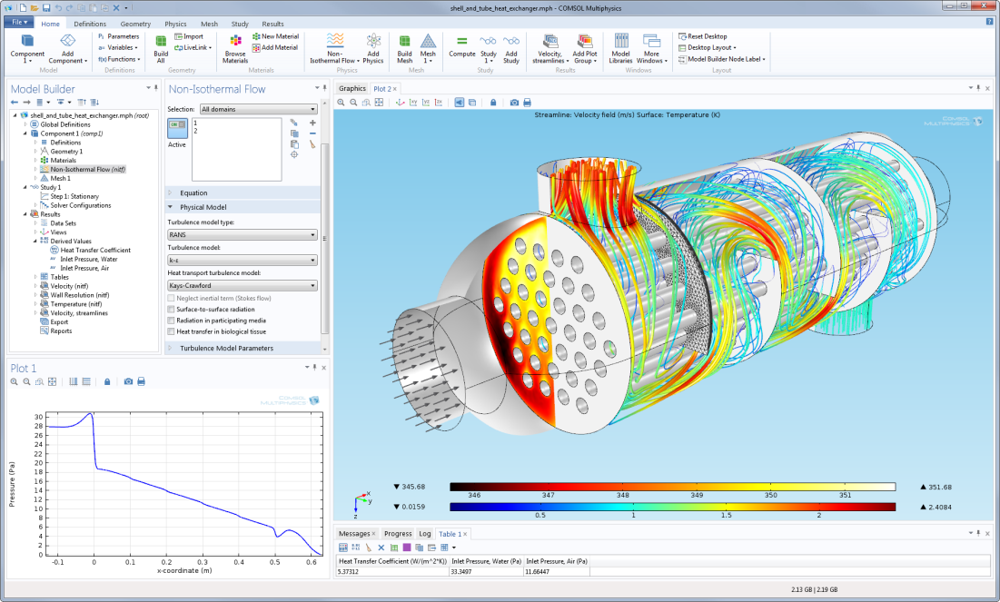 shell_and_tube_heat_exchanger.mph - COMSOL Multiphysics
File Home Definitions Geometry Physics Mesh Study Results
Component 1
Add Component
Model
Pi Parameters
a= Variables
f(x) Functions
Definitions
Build All
Import
LiveLink
Geometry
Browse Materials
New Material
Add Material
Materials
Non-Isothermal Flow
Add Physics
Physics
Build Mesh
Mesh 1
Mesh
Compute
Study 1
Add Study
Study
Velocity, streamlines
Add Plot Group
Results
Model Libraries
More Windows
Windows
Reset Desktop
Desktop Layout
Model Builder Node Label
Layout
Model Builder
shell_and_tube_heat_exchanger.mph (root)
Global Definitions
Component 1 (comp1)
Definitions
Geometry 1
Materials
Non-Isothermal Flow (nitf)
Mesh 1
Study 1
Step 1: Stationary
Solver Configurations
Results
Data Sets
Views
Derived Values
Heat Transfer Coefficient
Inlet Pressure, Water
Inlet Pressure, Air
Tables
Velocity (nitf)
Wall Resolution (nitf)
Temperature (nitf)
Velocity, streamlines
Export
Reports
Non-Isothermal Flow
Selection: All domains
1
2
Active
Equation
Physical Model
Turbulence model type:
RANS
Turbulence model:
k-ε
Heat transport turbulence model:
Kays-Crawford
Neglect inertial term (Stokes flow)
Surface-to-surface radiation
Radiation in participating media
Heat transfer in biological tissue
Turbulence Model Parameters
Plot 1
COMSOL
MULTIPHYSICS
30
28
26
24
22
20
18
16
14
12
10
8
6
4
2
0
Pressure (Pa)
-0.1 0 0.1 0.2 0.3 0.4 0.5 0.6
x-coordinate (m)
Graphics Plot 2
Streamline: Velocity field (m/s) Surface: Temperature (K)
COMSOL
MULTIPHYSICS
x
y
z
345.68 351.68
346 347 348 349 350 351
0.0159 2.4084
0.5 1 1.5 2
Messages Progress Log Table 1
Heat Transfer Coefficient (W/(m^2*K)) Inlet Pressure, Water (Pa) Inlet Pressure, Air (Pa)
5.37312 33.3497 11.66447
2.13 GB | 2.19 GB